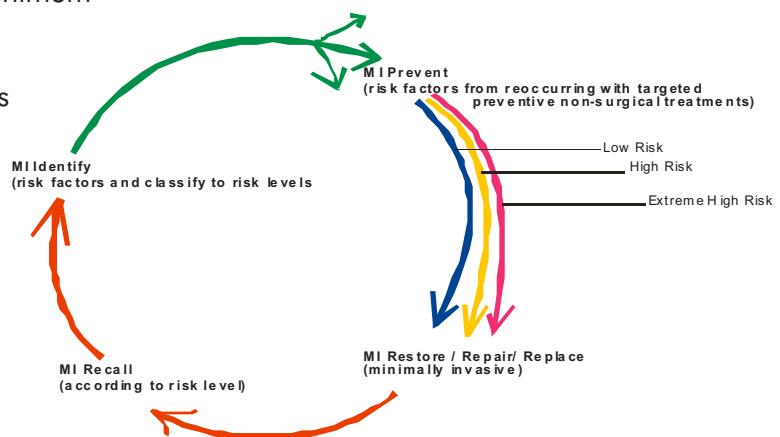 MI Prevent
(risk factors from reoccurring with targeted
preventive non-surgical treatments)
Low Risk
High Risk
MI Identify
(risk factors and classify to risk levels
Extreme High Risk
MI Restore / Repair/ Replace
(minimally invasive)
MI Recall
(according to risk level)